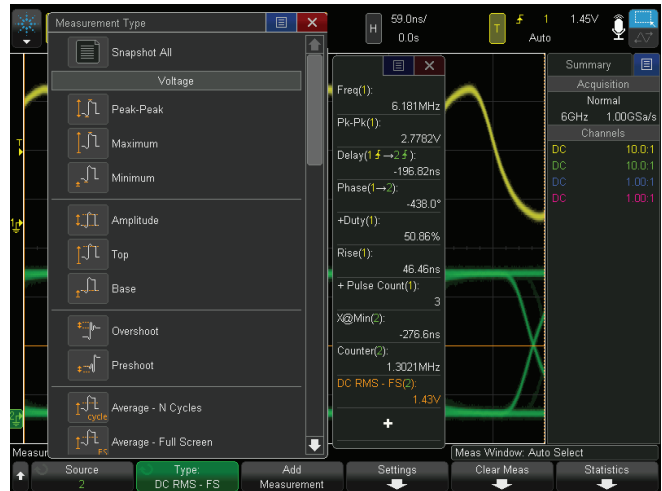 Measurement Type
H
59.0ns/
0.0s
T
1
1.45V
Auto
Snapshot All
Voltage
Peak-Peak
Maximum
Minimum
Amplitude
Top
Base
Overshoot
Preshoot
cycle
Average - N Cycles
FS
Average - Full Screen
Freq(1):
6.181MHz
Pk-Pk(1):
2.7782V
Delay(1→2):
-196.82ns
Phase(1→2):
-438.0°
+Duty(1):
50.86%
Rise(1):
46.46ns
+ Pulse Count(1):
3
X@Min(2):
-276.6ns
Counter(2):
1.3021MHz
DC RMS - FS(2):
1.43V
+
Summary
Acquisition
Normal
6GHz 1.00GSa/s
Channels
DC 10.0:1
DC 10.0:1
DC 1.00:1
DC 1.00:1
T
Measur
Meas Window: Auto Select
Source
2
Type:
DC RMS - FS
Add
Measurement
Settings
Clear Meas
Statistics